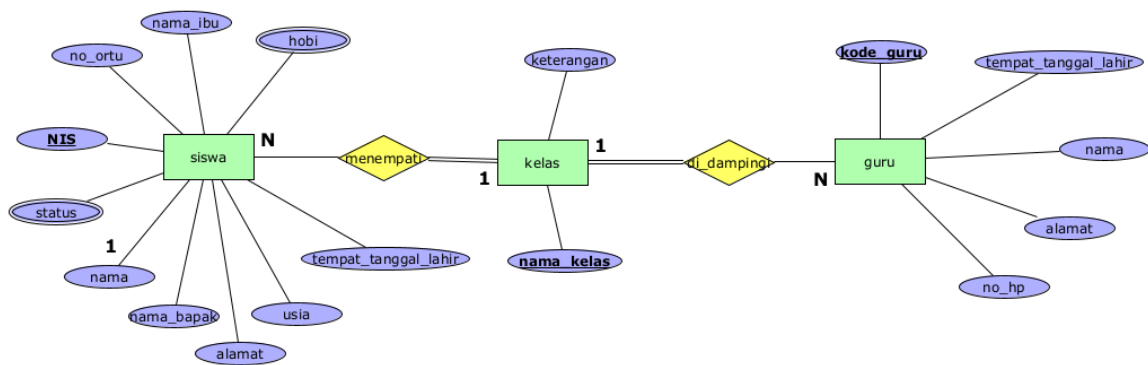 nama_ibu
hobi
no_ortu
NIS
siswa
N
status
1
nama
nama_bapak
alamat
usia
tempat_tanggal_lahir
menempati
1
keterangan
kelas
1
nama_kelas
di_dampingi
N
kode_guru
tempat_tanggal_lahir
guru
nama
alamat
no_hp